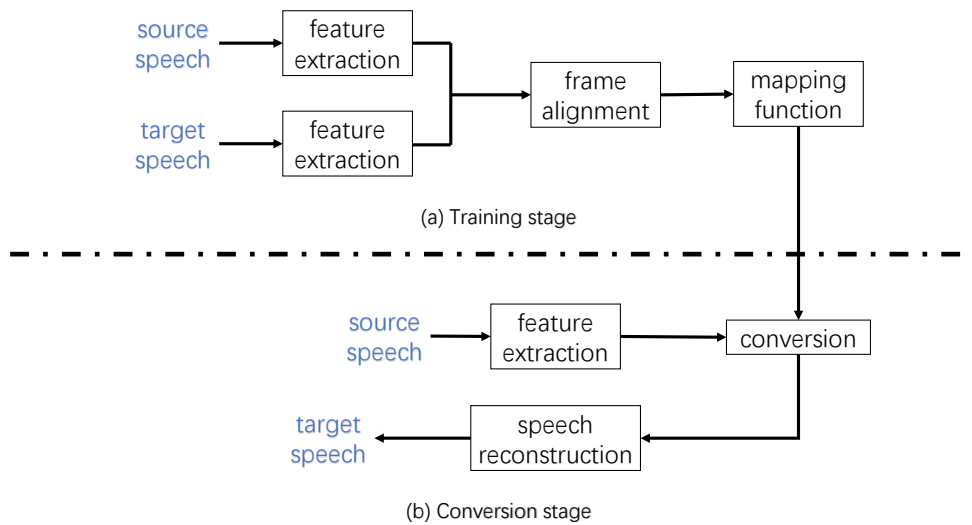 source
speech
feature
extraction
target
speech
feature
extraction
frame
alignment
mapping
function
(a) Training stage
source
speech
feature
extraction
conversion
target
speech
speech
reconstruction
(b) Conversion stage